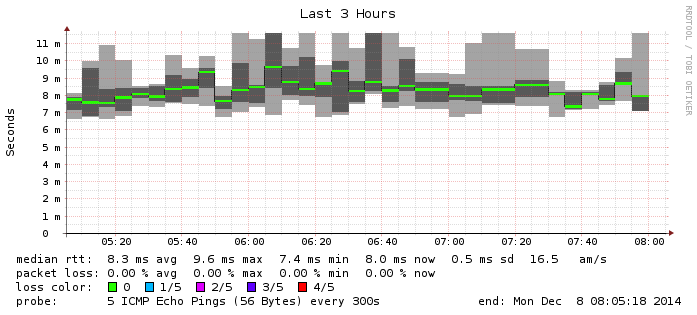 Last 3 Hours
RRDTOOL / TOBI OETIKER
Seconds
11 m
10 m
9 m
8 m
7 m
6 m
5 m
4 m
3 m
2 m
1 m
0
05:20 05:40 06:00 06:20 06:40 07:00 07:20 07:40 08:00
median rtt: 8.3 ms avg 9.6 ms max 7.4 ms min 8.0 ms now 0.5 ms sd 16.5 am/s
packet loss: 0.00 % avg 0.00 % max 0.00 % min 0.00 % now
loss color: 0 1/5 2/5 3/5 4/5
probe: 5 ICMP Echo Pings (56 Bytes) every 300s end: Mon Dec 8 08:05:18 2014